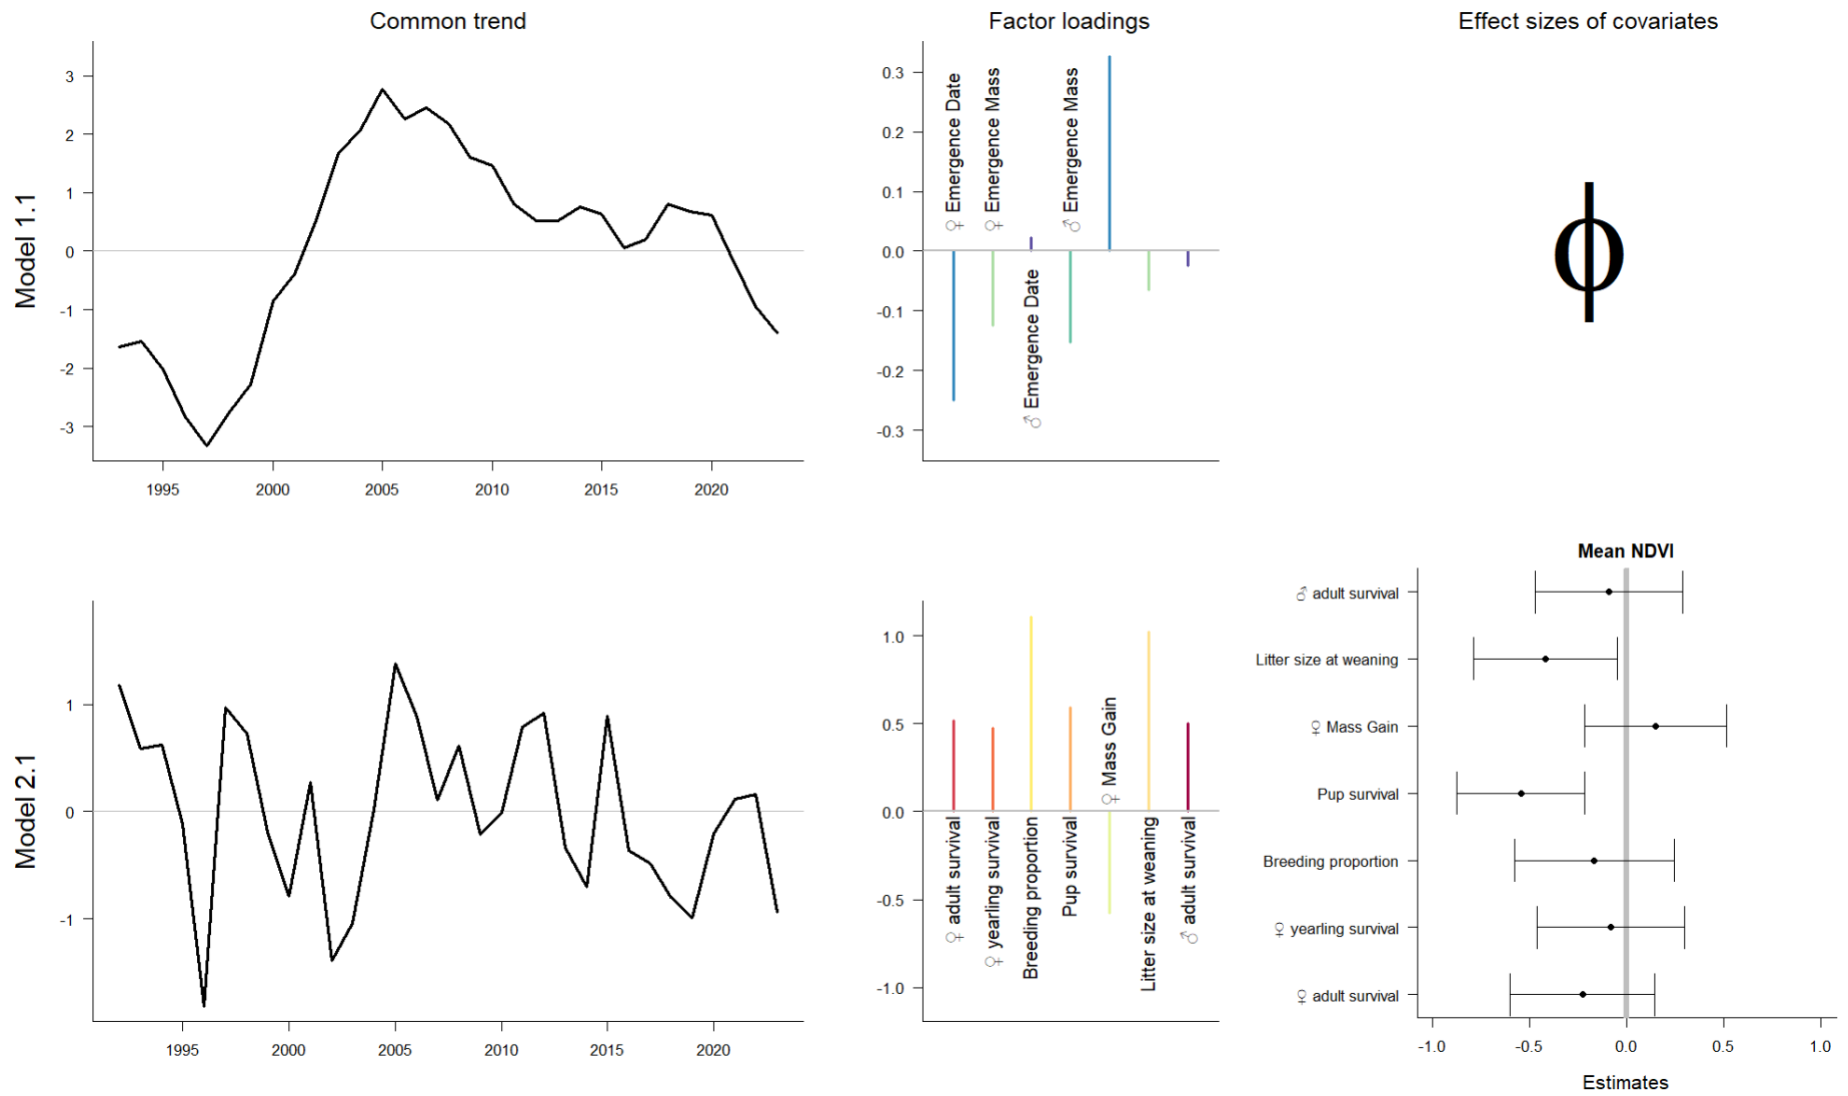 Common trend
Factor loadings
Effect sizes of covariates
Model 1.1
3
2
1
0
-1
-2
-3
1995
2000
2005
2010
2015
2020
0.3
0.2
0.1
0.0
-0.1
-0.2
-0.3
♀ Emergence Date
♀ Emergence Mass
♂ Emergence Date
♂ Emergence Mass
ϕ
Model 2.1
1
0
-1
1995
2000
2005
2010
2015
2020
1.0
0.5
0.0
-0.5
-1.0
♀ adult survival
♀ yearling survival
Breeding proportion
Pup survival
♀ Mass Gain
Litter size at weaning
♂ adult survival
Mean NDVI
♂ adult survival
Litter size at weaning
♀ Mass Gain
Pup survival
Breeding proportion
♀ yearling survival
♀ adult survival
-1.0
-0.5
0.0
0.5
1.0
Estimates